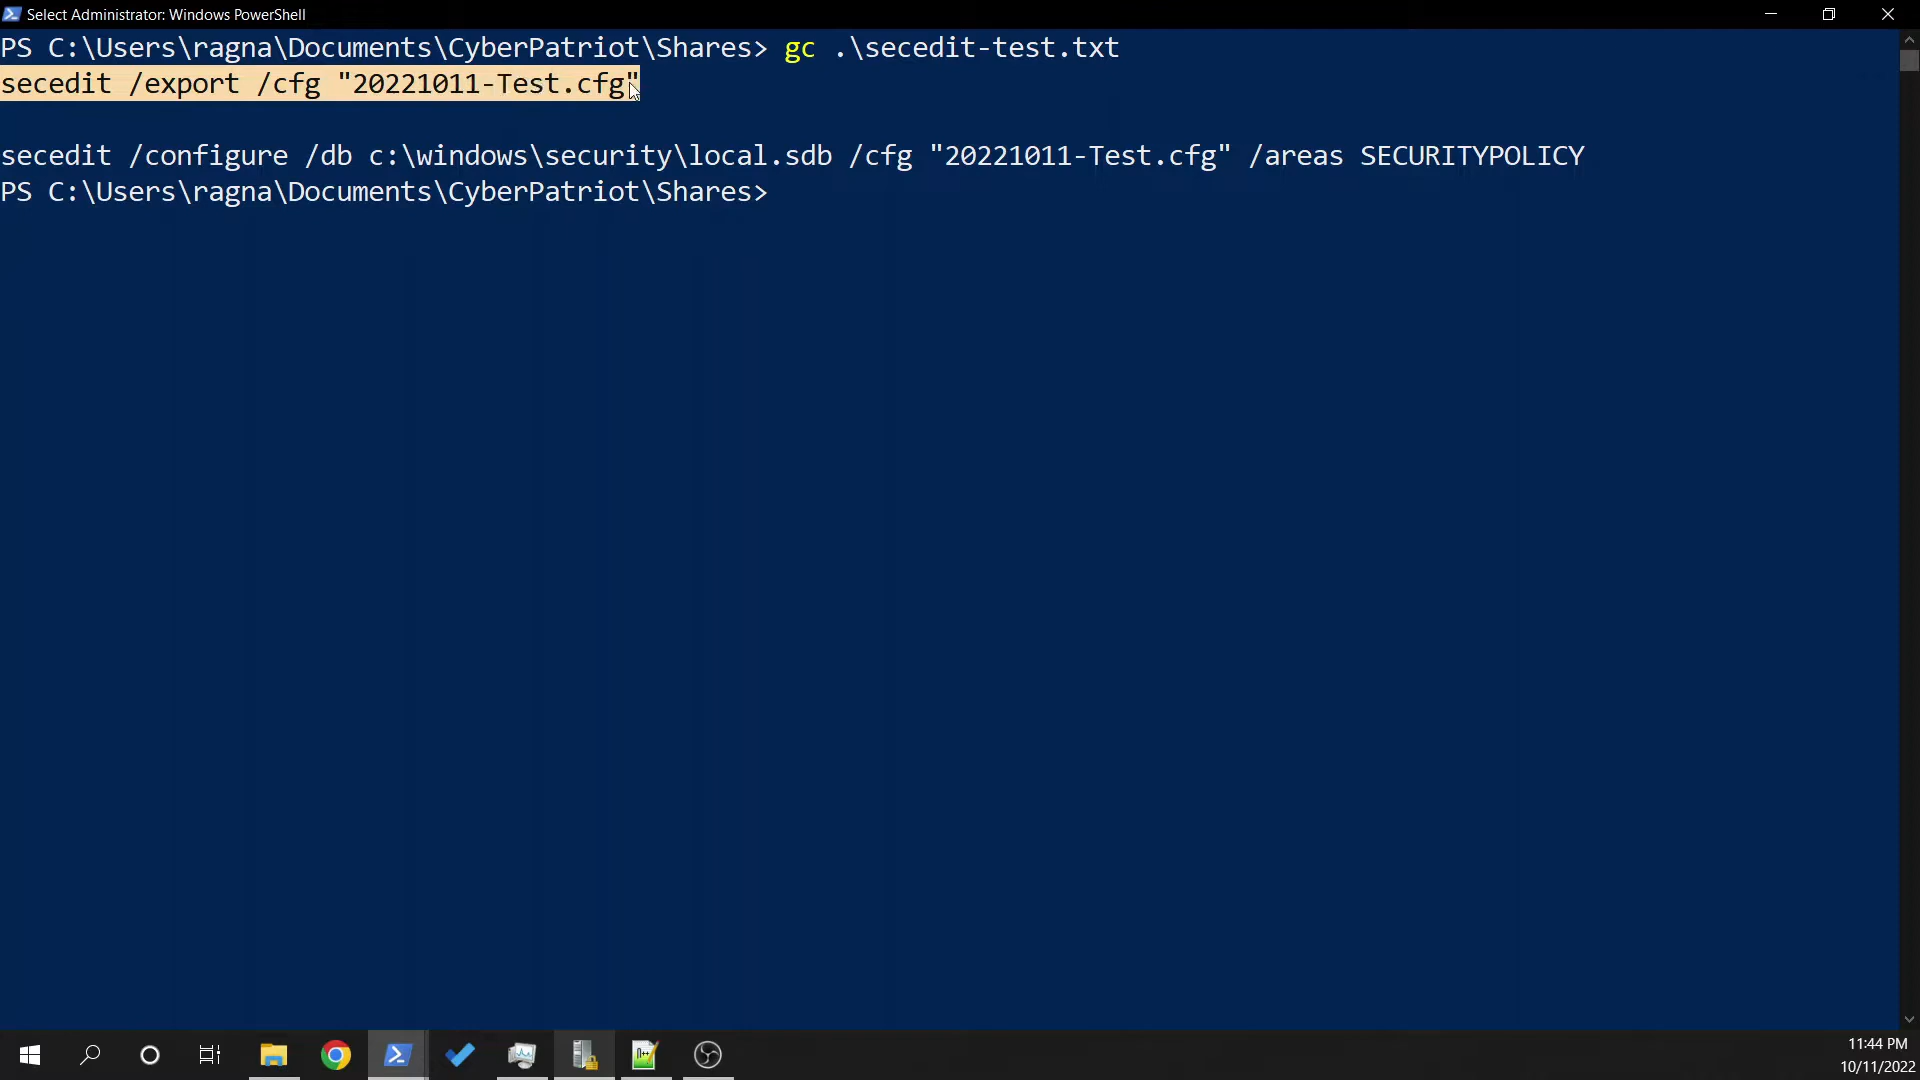 Select Administrator: Windows PowerShell
PS C:\Users\ragna\Documents\CyberPatriot\Shares> gc .\secedit-test.txt
secedit /export /cfg "20221011-Test.cfg"
secedit /configure /db c:\windows\security\local.sdb /cfg "20221011-Test.cfg" /areas SECURITYPOLICY
PS C:\Users\ragna\Documents\CyberPatriot\Shares>
11:44 PM
10/11/2022